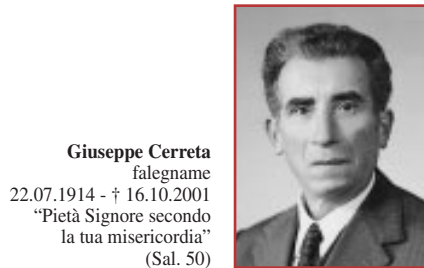 Giuseppe Cerreta
falegname
22.07.1914 - † 16.10.2001
“Pietà Signore secondo
la tua misericordia”
(Sal. 50)